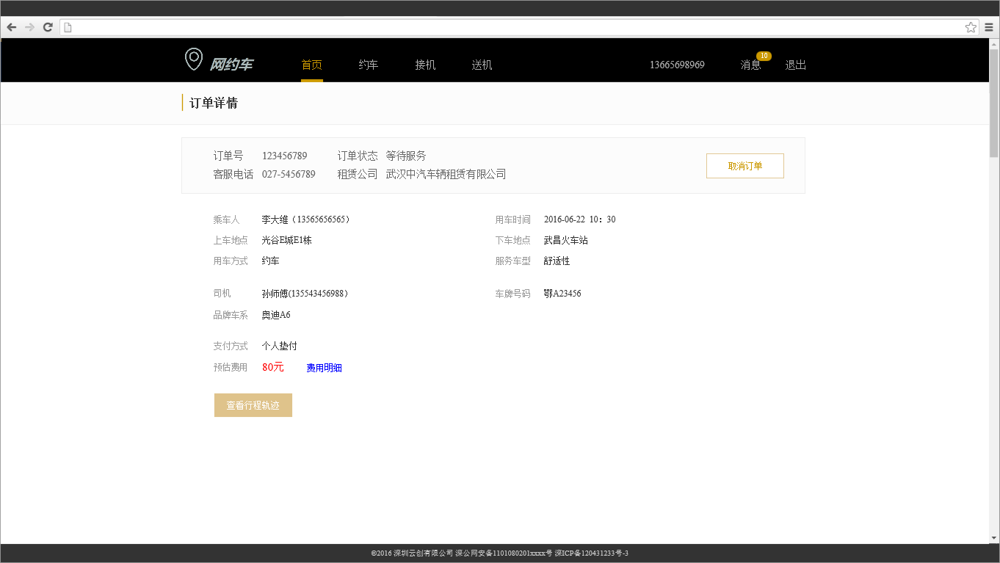 网约车 首页 约车 接机 送机 13665698969 消息 10 退出
订单详情
订单号 123456789 订单状态 等待服务
客服电话 027-5456789 租赁公司 武汉中汽车辆租赁有限公司
取消订单
乘车人 李大维（13565656565） 用车时间 2016-06-22 10：30
上车地点 光谷E城E1栋 下车地点 武昌火车站
用车方式 约车 服务车型 舒适性
司机 孙师傅(135543456988） 车牌号码 鄂A23456
品牌车系 奥迪A6
支付方式 个人垫付
预估费用 80元 费用明细
查看行程轨迹
©2016 深圳云创有限公司 深公网安备1101080201xxxx号 深ICP备120431233号-3